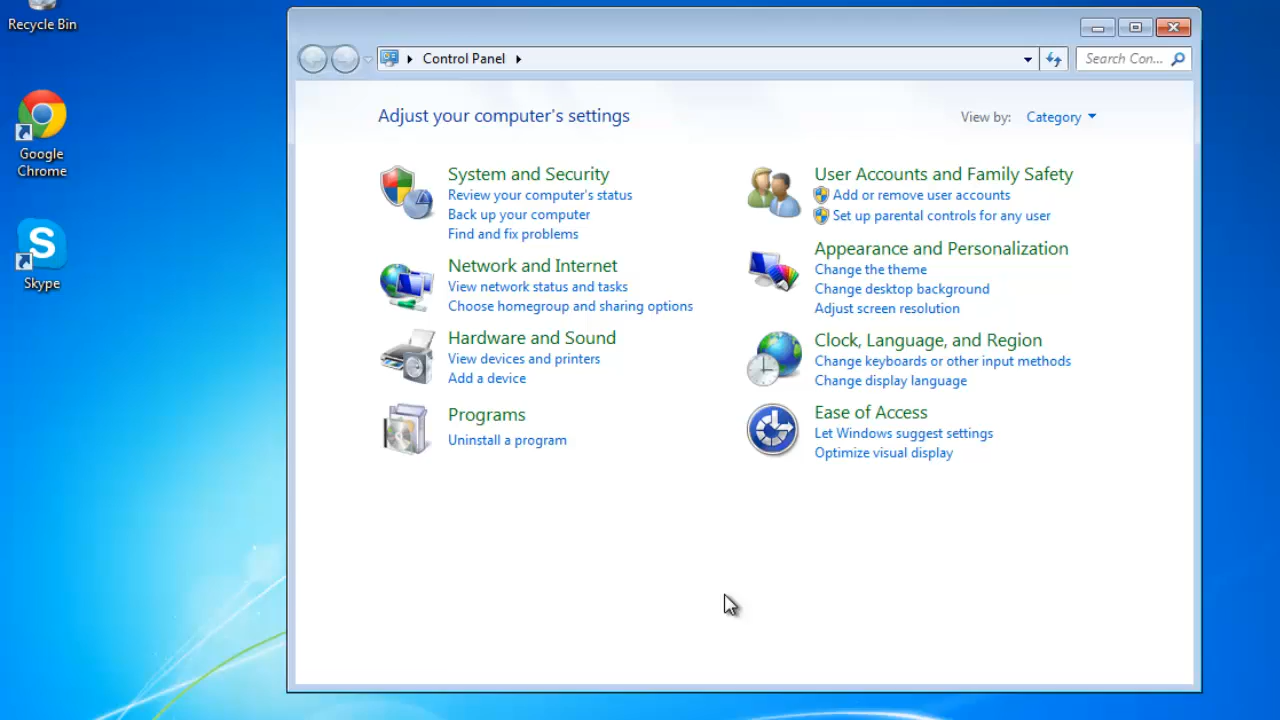 Recycle Bin
Google
Chrome
Skype
Control Panel
Search Con...
Adjust your computer's settings
View by: Category
System and Security
Review your computer's status
Back up your computer
Find and fix problems
Network and Internet
View network status and tasks
Choose homegroup and sharing options
Hardware and Sound
View devices and printers
Add a device
Programs
Uninstall a program
User Accounts and Family Safety
Add or remove user accounts
Set up parental controls for any user
Appearance and Personalization
Change the theme
Change desktop background
Adjust screen resolution
Clock, Language, and Region
Change keyboards or other input methods
Change display language
Ease of Access
Let Windows suggest settings
Optimize visual display